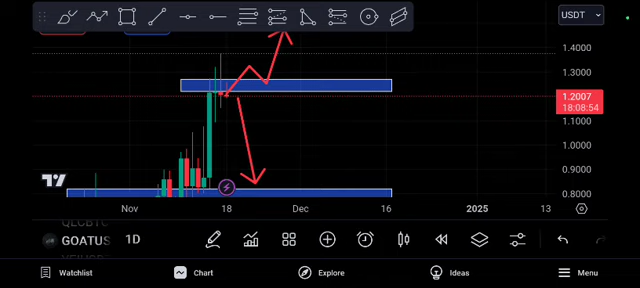 USDT
1.4000
1.3000
1.2007
18:08:54
1.1000
1.0000
0.9000
0.8000
Nov
18
Dec
16
2025
13
GOATUS
1D
Watchlist
Chart
Explore
Ideas
Menu